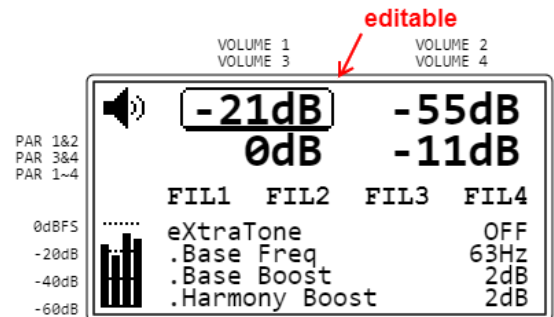 editable
VOLUME 1 VOLUME 2
VOLUME 3 VOLUME 4
-21dB -55dB
0dB -11dB
PAR 1&2
PAR 3&4
PAR 1~4
FIL1 FIL2 FIL3 FIL4
0dBFS
-20dB
-40dB
-60dB
eXtraTone OFF
.Base Freq 63Hz
.Base Boost 2dB
.Harmony Boost 2dB